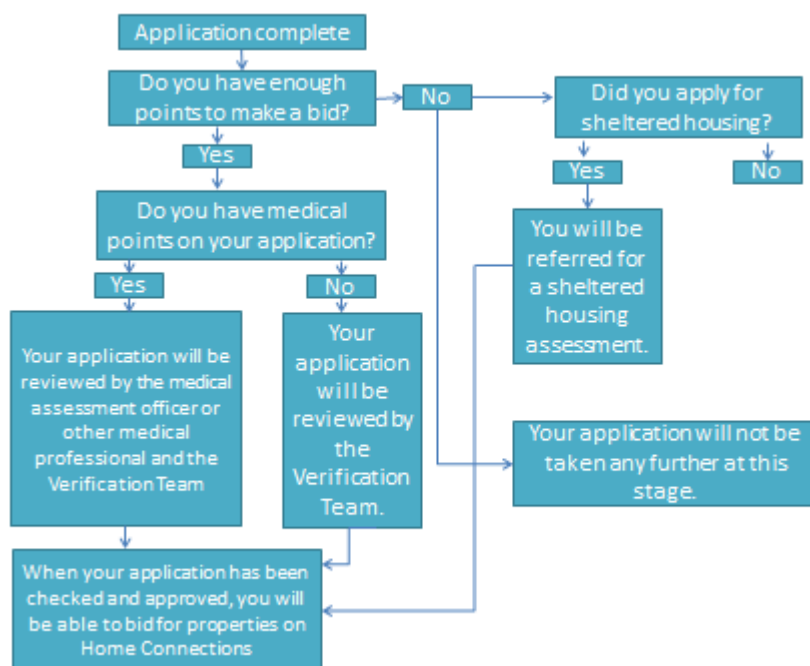 Application complete
Do you have enough
points to make a bid?
No
Did you apply for
sheltered housing?
Yes
Yes
No
Do you have medical
points on your application?
You will be
referred for
a sheltered
housing
assessment.
Yes
No
Your application will be
reviewed by the medical
assessment officer or
other medical
professional and the
Verification Team
Your
application
will be
reviewed by
the
Verification
Team.
Your application will not be
taken any further at this
stage.
When your application has been
checked and approved, you will
be able to bid for properties on
Home Connections